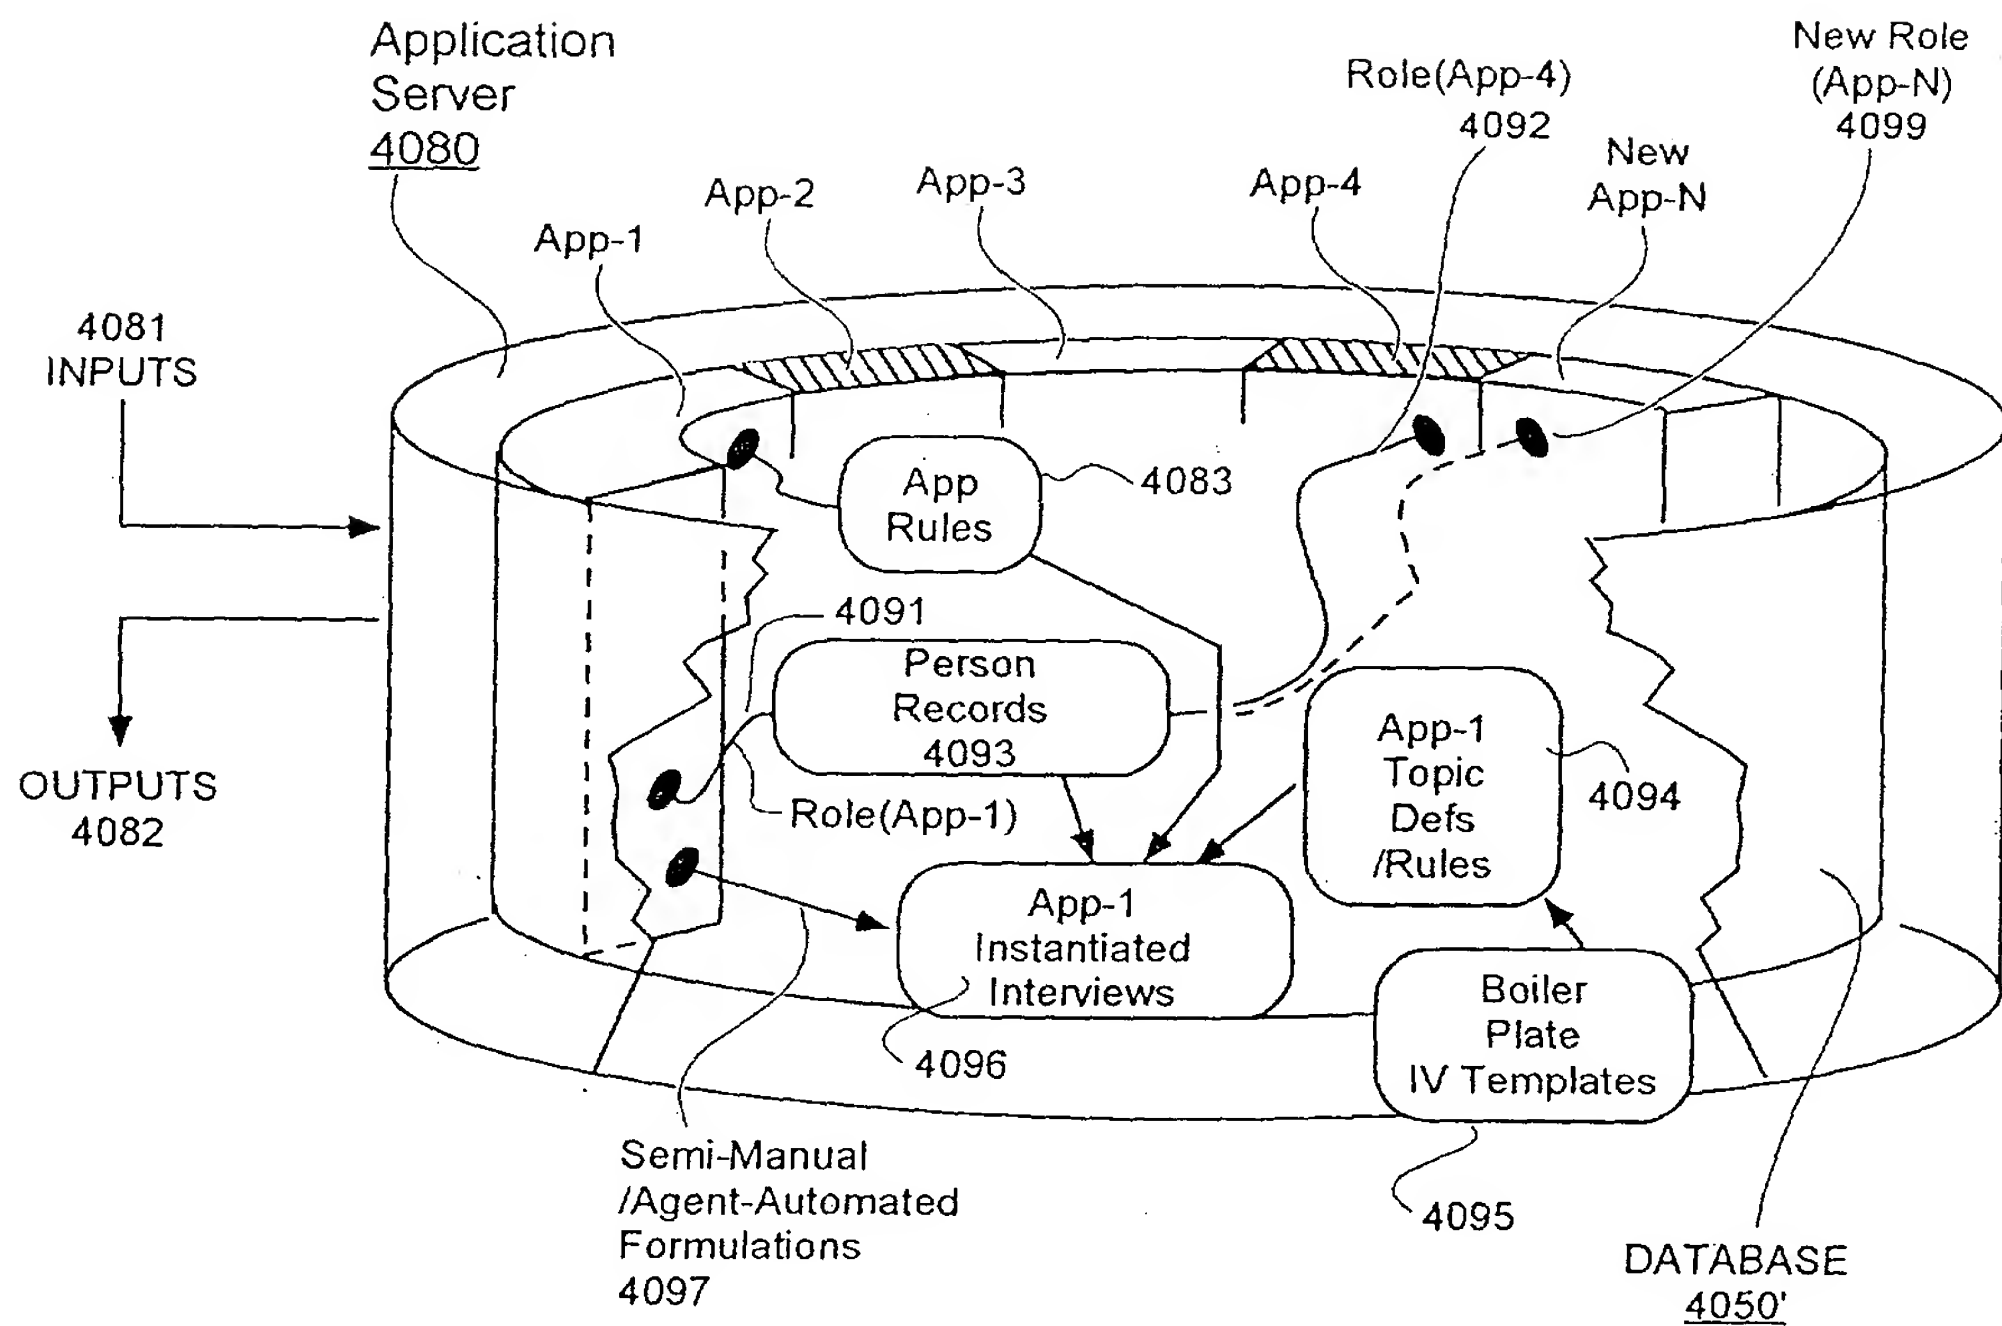 Application
Server
4080
Role(App-4)
4092
New Role
(App-N)
4099
New
App-N
App-1
App-2
App-3
App-4
4081
INPUTS
App
Rules
4083
4091
Person
Records
4093
Role(App-1)
App-1
Topic
Defs
/Rules
4094
OUTPUTS
4082
App-1
Instantiated
Interviews
4096
Boiler
Plate
IV Templates
4095
Semi-Manual
/Agent-Automated
Formulations
4097
DATABASE
4050'